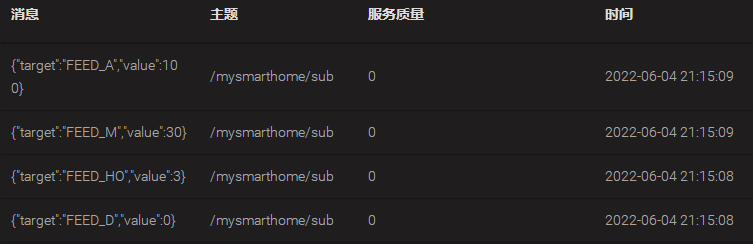 消息 主题 服务质量 时间
{"target":"FEED_A","value":10
0} /mysmarthome/sub 0 2022-06-04 21:15:09
{"target":"FEED_M","value":30} /mysmarthome/sub 0 2022-06-04 21:15:09
{"target":"FEED_HO","value":3} /mysmarthome/sub 0 2022-06-04 21:15:08
{"target":"FEED_D","value":0} /mysmarthome/sub 0 2022-06-04 21:15:08